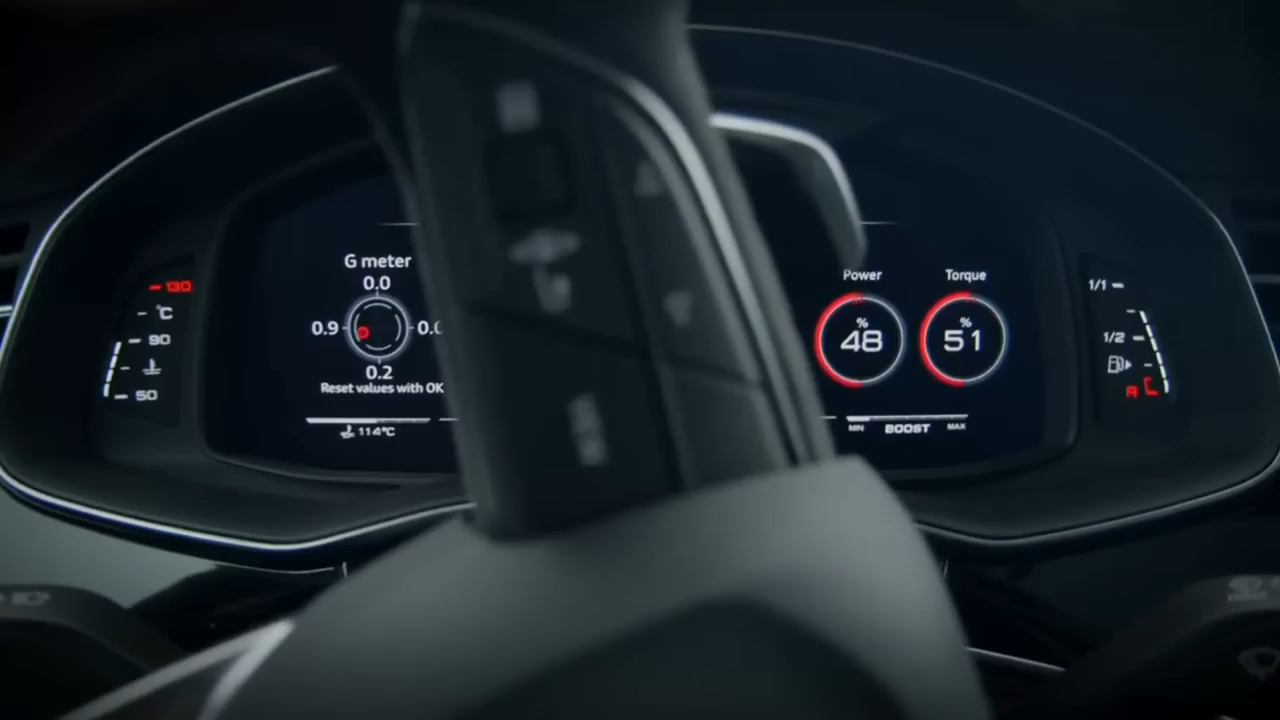 130
°C
90
50
G meter
0.0
0.9
0.2
Reset values with OK
114°C
Power
%
48
Torque
%
51
MIN BOOST MAX
1/1
1/2
R